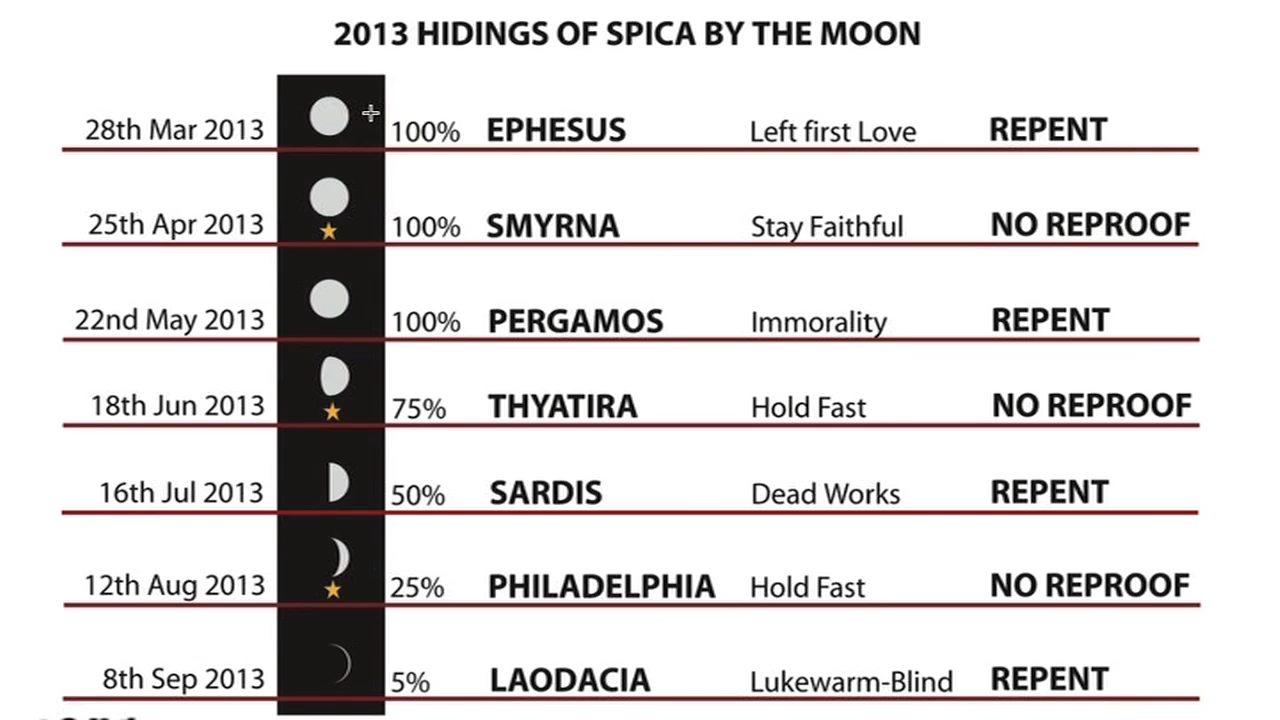 2013 HIDINGS OF SPICA BY THE MOON
28th Mar 2013 100% EPHESUS Left first Love REPENT
25th Apr 2013 100% SMYRNA Stay Faithful NO REPROOF
22nd May 2013 100% PERGAMOS Immorality REPENT
18th Jun 2013 75% THYATIRA Hold Fast NO REPROOF
16th Jul 2013 50% SARDIS Dead Works REPENT
12th Aug 2013 25% PHILADELPHIA Hold Fast NO REPROOF
8th Sep 2013 5% LAODACIA Lukewarm-Blind REPENT